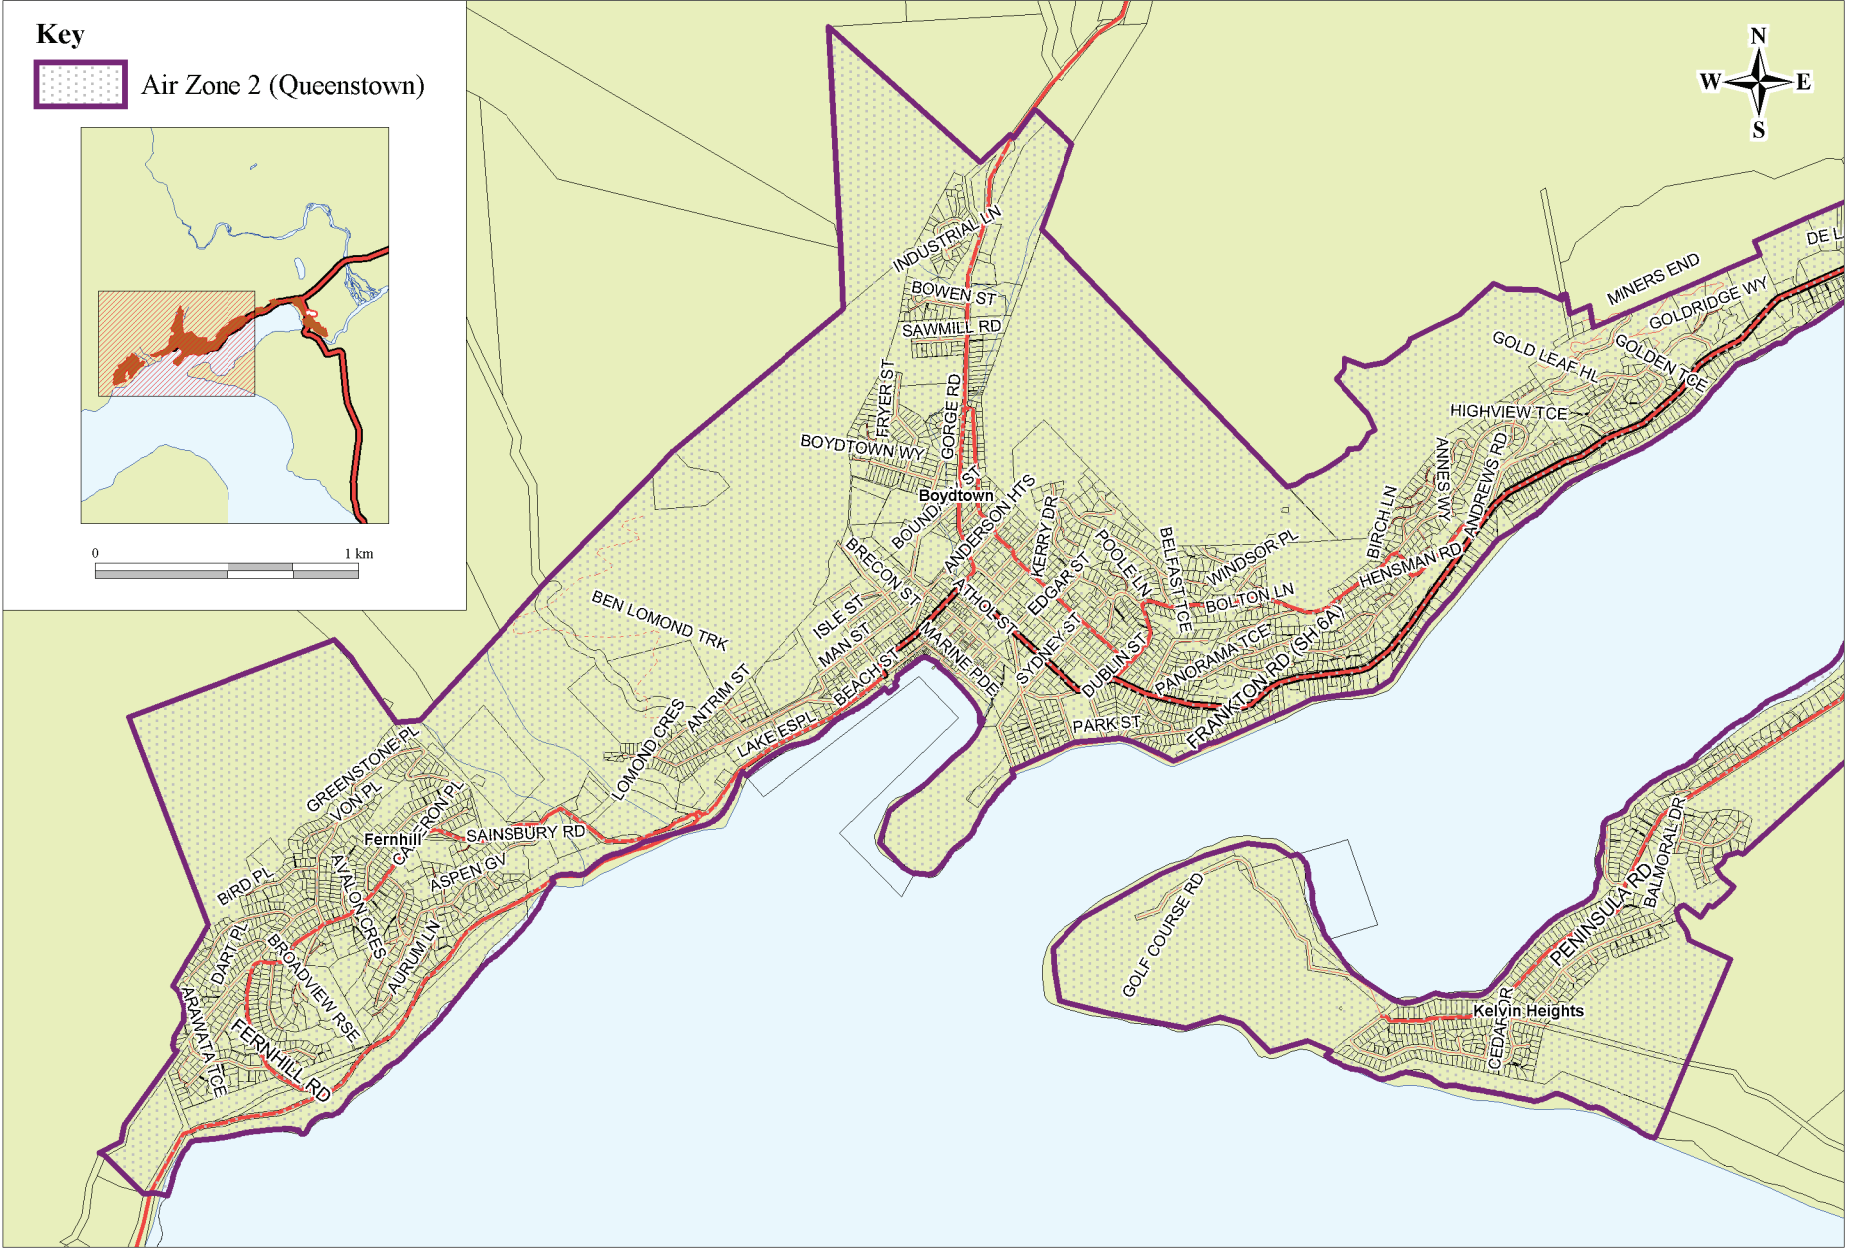 Key
Air Zone 2 (Queenstown)
0 1 km
N
W E
S
INDUSTRIAL LN
BOWEN ST
SAWMILL RD
FRYER ST
GORGE RD
BOYDTOWN WY
Boydtown
ANDERSON HTS
BRECON ST
ATHOL ST
KERRY DR
EDGAR ST
POOLE LN
BELFAST TCE
WINDSOR PL
BOLTON LN
HENSMAN RD
BIRCH LN
ANNES WY
ANDREWS RD
HIGHVIEW TCE
GOLD LEAF HL
GOLDEN TCE
GOLDRIDGE WY
MINERS END
DE L
ISLE ST
MAN ST
BEACH ST
MARINE PDE
SYDNEY ST
DUBLIN ST
PANORAMA TCE
FRANKTON RD (SH 6A)
PARK ST
BEN LOMOND TRK
ANTRIM ST
LOMOND CRES
LAKE ESPL
GREENSTONE PL
VON PL
CAMERON PL
Fernhill
SAINSBURY RD
ASPEN GV
BIRD PL
AVALON CRES
AURUM LN
DART PL
BROADVIEW RSE
ARAWATA TCE
FERNHILL RD
GOLF COURSE RD
BALMORAL DR
PENINSULA RD
Kelvin Heights
CEDAR DR